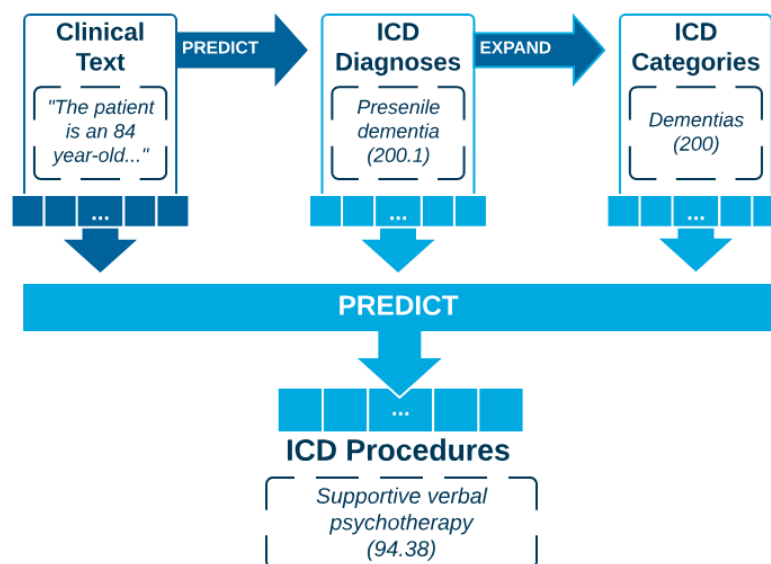 Clinical
Text
"The patient
is an 84
year-old..."
...
PREDICT
ICD
Diagnoses
Presenile
dementia
(200.1)
...
EXPAND
ICD
Categories
Dementias
(200)
...
PREDICT
...
ICD Procedures
Supportive verbal
psychotherapy
(94.38)